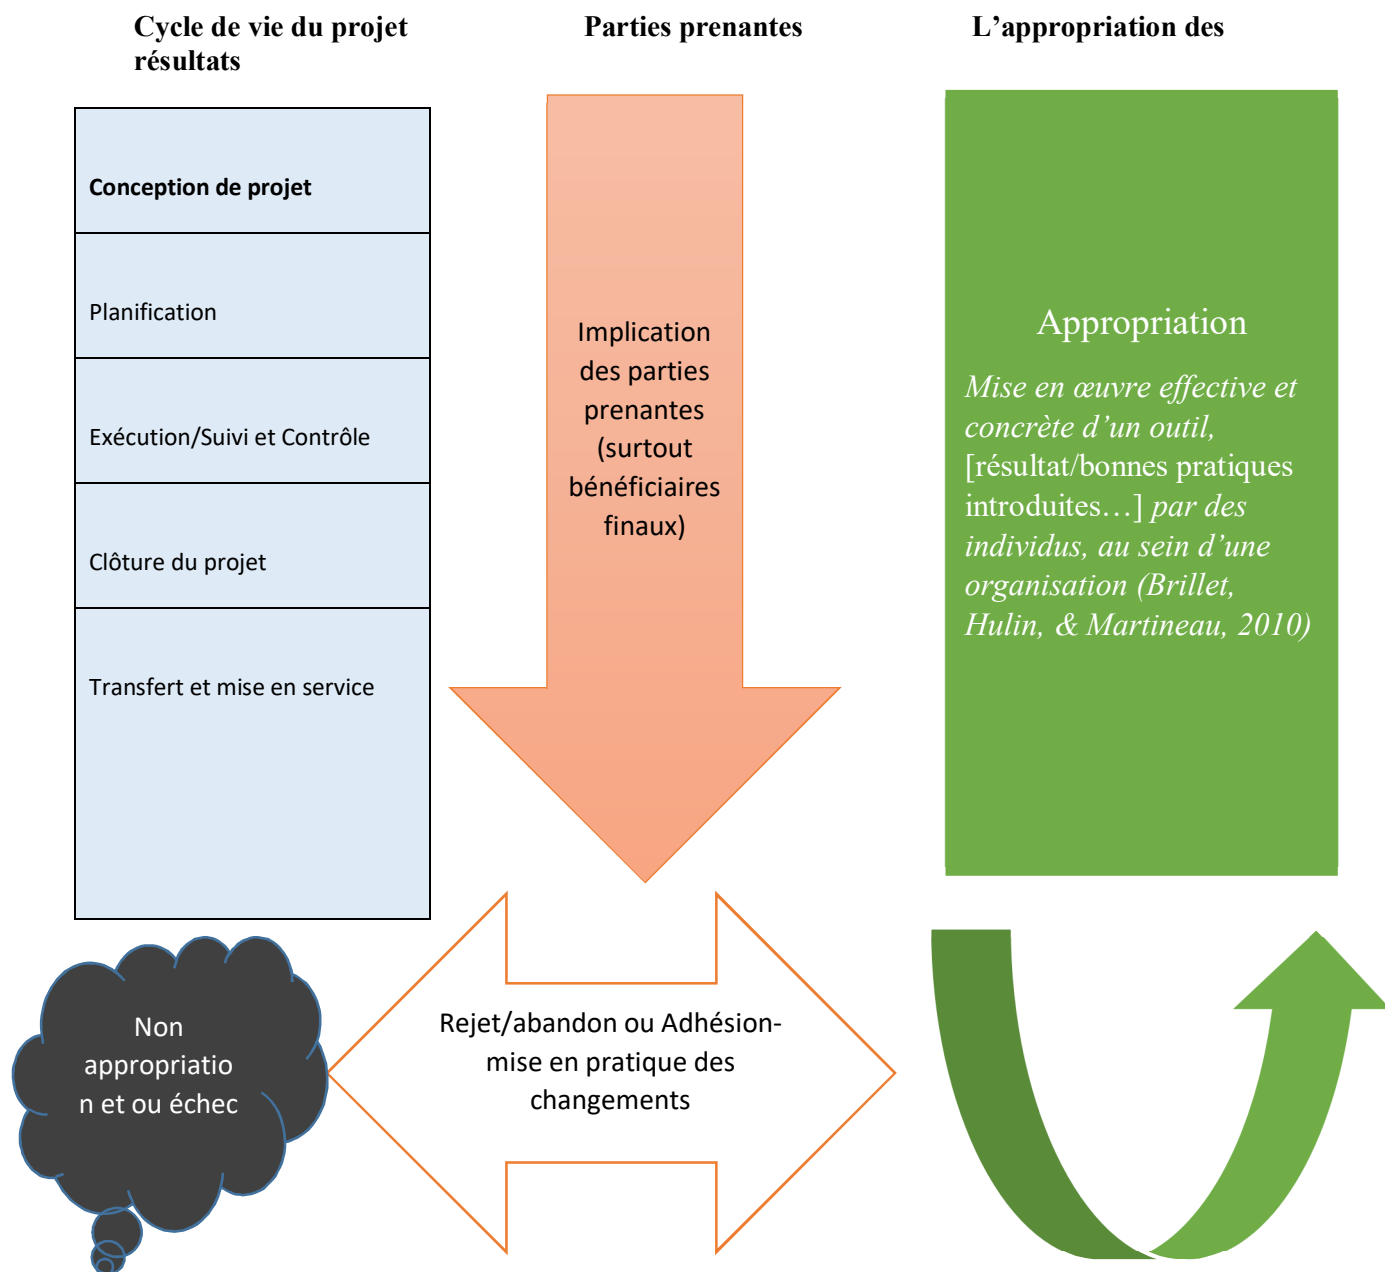 Cycle de vie du projet Parties prenantes L’appropriation des
résultats
Conception de projet
Planification
Exécution/Suivi et Contrôle
Clôture du projet
Transfert et mise en service
Implication
des parties
prenantes
(surtout
bénéficiaires
finaux)
Appropriation
Mise en œuvre effective et
concrète d’un outil,
[résultat/bonnes pratiques
introduites…] par des
individus, au sein d’une
organisation (Brillet,
Hulin, & Martineau, 2010)
Non
appropriatio
n et ou échec
Rejet/abandon ou Adhésion-
mise en pratique des
changements